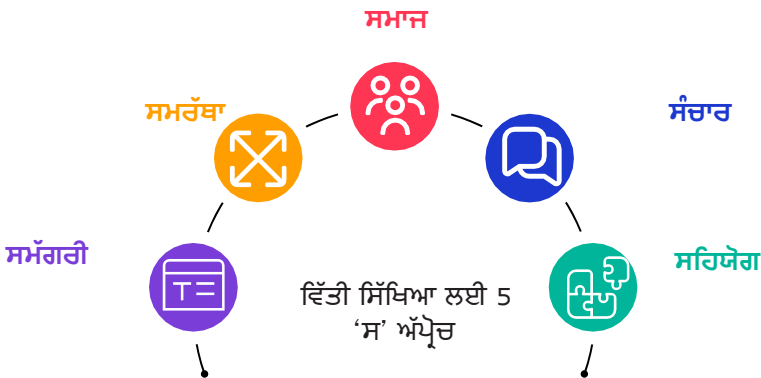 ਸਮਾਜ
ਸਮਰੱਥਾ
ਸੰਚਾਰ
ਸਮੱਗਰੀ
ਸਹਿਯੋਗ
ਵਿੱਤੀ ਸਿੱਖਿਆ ਲਈ 5
‘ਸ’ ਅੱਪ੍ਰੋਚ